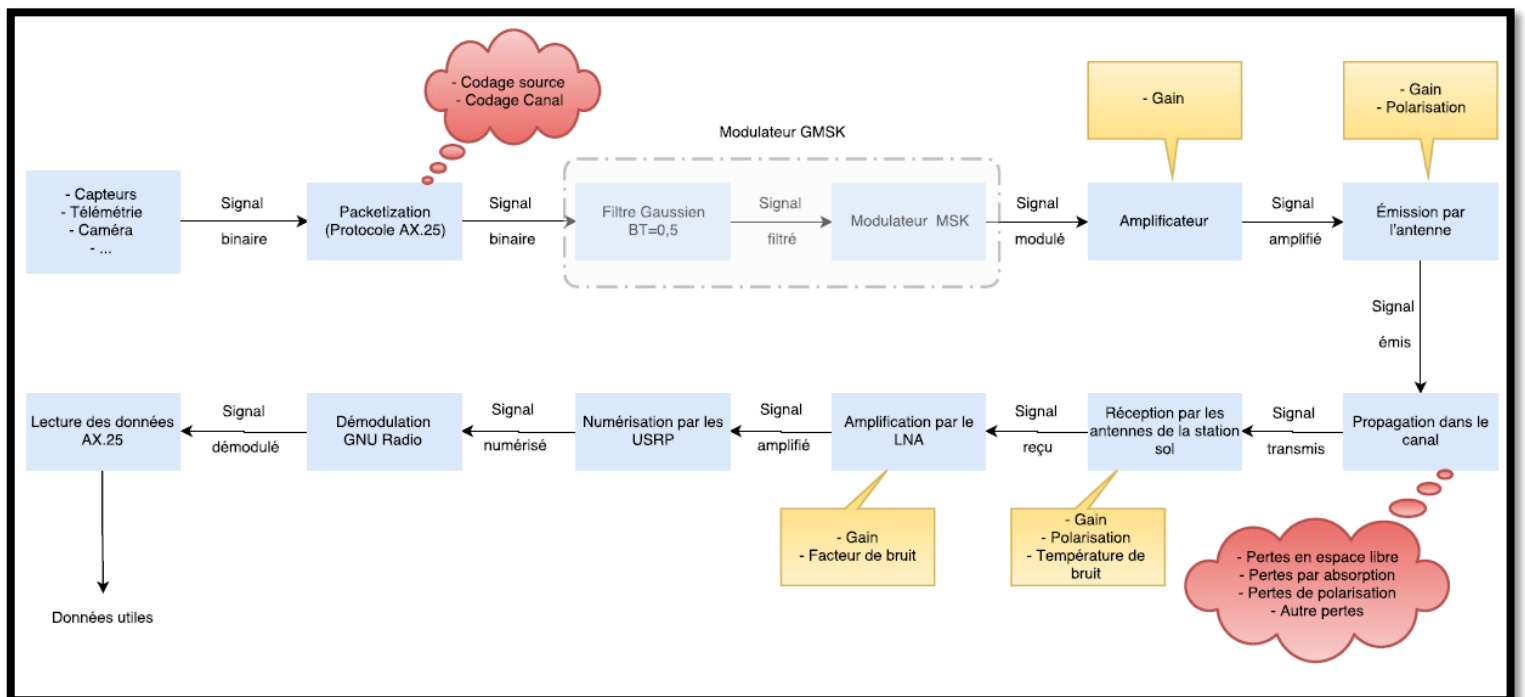 - Codage source
- Codage Canal
- Gain
- Gain
- Polarisation
Modulateur GMSK
- Capteurs
- Télémétrie
- Caméra
- ...
Signal
binaire
Packetization
(Protocole AX.25)
Signal
binaire
Filtre Gaussien
BT=0,5
Signal
filtré
Modulateur MSK
Signal
modulé
Amplificateur
Signal
amplifié
Émission par
l'antenne
Signal
émis
Lecture des données
AX.25
Signal
démodulé
Démodulation
GNU Radio
Signal
numérisé
Numérisation par les
USRP
Signal
amplifié
Amplification par le
LNA
Signal
reçu
Réception par les
antennes de la station
sol
Signal
transmis
Propagation dans le
canal
- Gain
- Facteur de bruit
- Gain
- Polarisation
- Température de
bruit
- Pertes en espace libre
- Pertes par absorption
- Pertes de polarisation
- Autre pertes
Données utiles